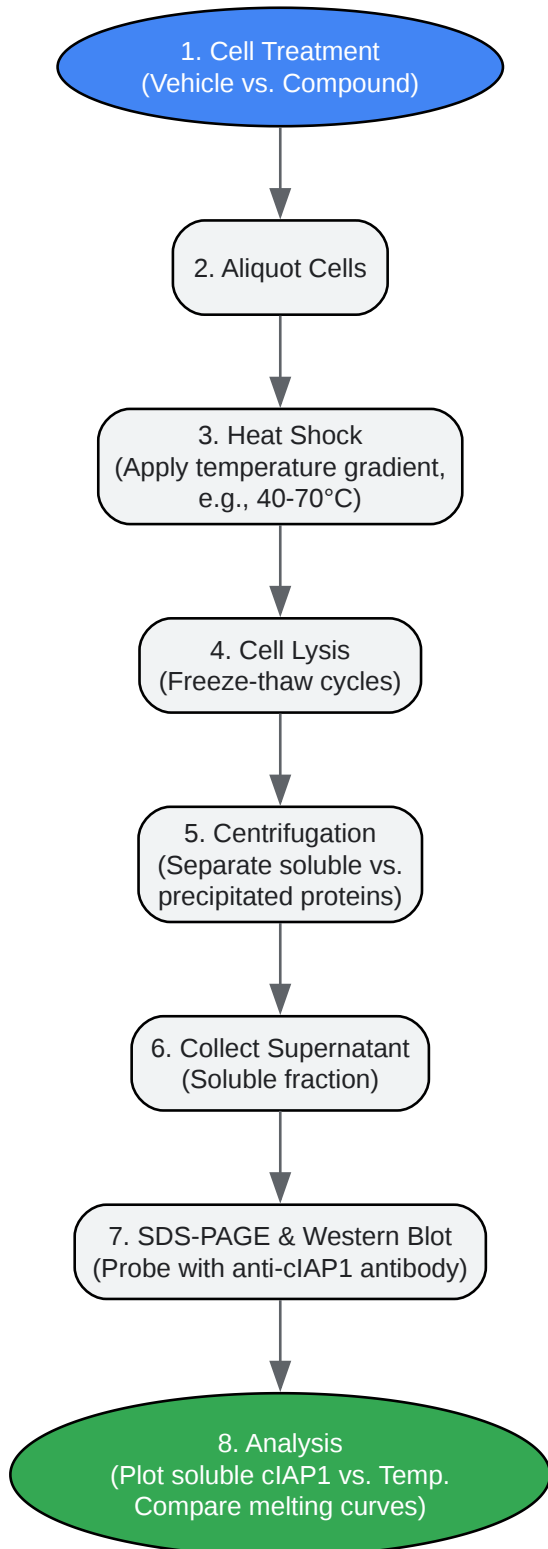 1. Cell Treatment
(Vehicle vs. Compound)
2. Aliquot Cells
3. Heat Shock
(Apply temperature gradient,
e.g., 40-70°C)
4. Cell Lysis
(Freeze-thaw cycles)
5. Centrifugation
(Separate soluble vs.
precipitated proteins)
6. Collect Supernatant
(Soluble fraction)
7. SDS-PAGE & Western Blot
(Probe with anti-cIAP1 antibody)
8. Analysis
(Plot soluble cIAP1 vs. Temp.
Compare melting curves)